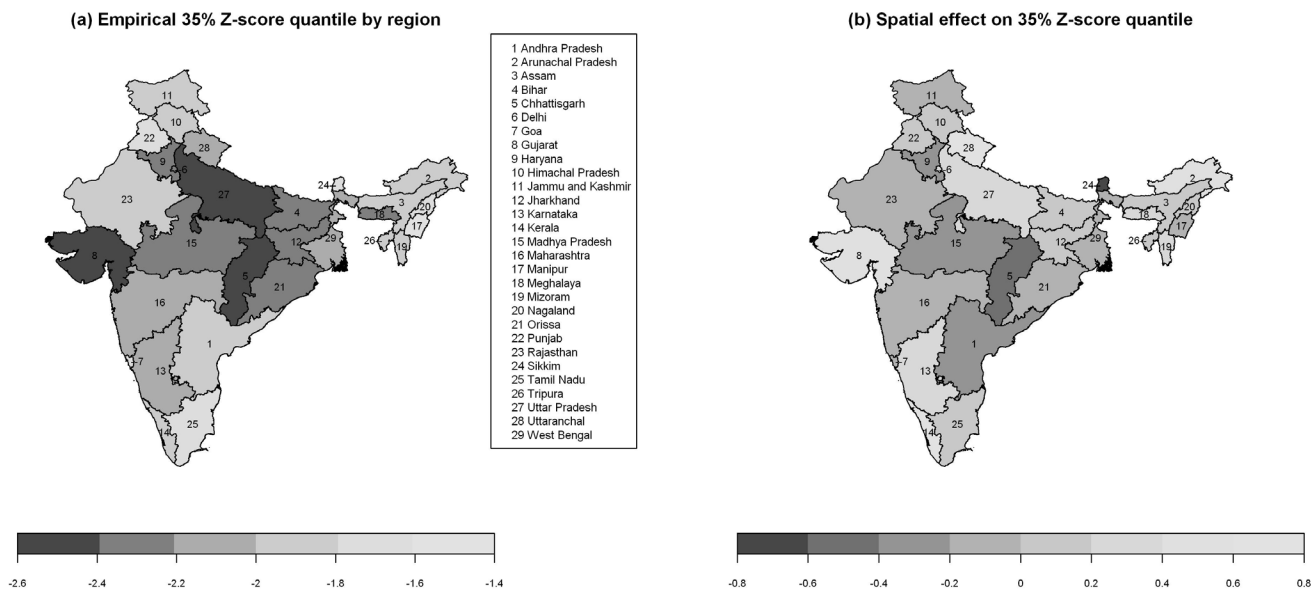 (a) Empirical 35% Z-score quantile by region
(b) Spatial effect on 35% Z-score quantile
1 Andhra Pradesh
2 Arunachal Pradesh
3 Assam
4 Bihar
5 Chhattisgarh
6 Delhi
7 Goa
8 Gujarat
9 Haryana
10 Himachal Pradesh
11 Jammu and Kashmir
12 Jharkhand
13 Karnataka
14 Kerala
15 Madhya Pradesh
16 Maharashtra
17 Manipur
18 Meghalaya
19 Mizoram
20 Nagaland
21 Orissa
22 Punjab
23 Rajasthan
24 Sikkim
25 Tamil Nadu
26 Tripura
27 Uttar Pradesh
28 Uttaranchal
29 West Bengal
11
10
22
28
9
6
27
24
2
3
23
4
20
18
17
15
12
29
26
19
8
5
21
16
1
7
13
25
14
11
10
22
28
9
6
27
24
2
3
23
4
20
18
17
15
12
29
26
19
8
5
21
16
1
7
13
25
14
-2.6 -2.4 -2.2 -2 -1.8 -1.6 -1.4
-0.8 -0.6 -0.4 -0.2 0 0.2 0.4 0.6 0.8